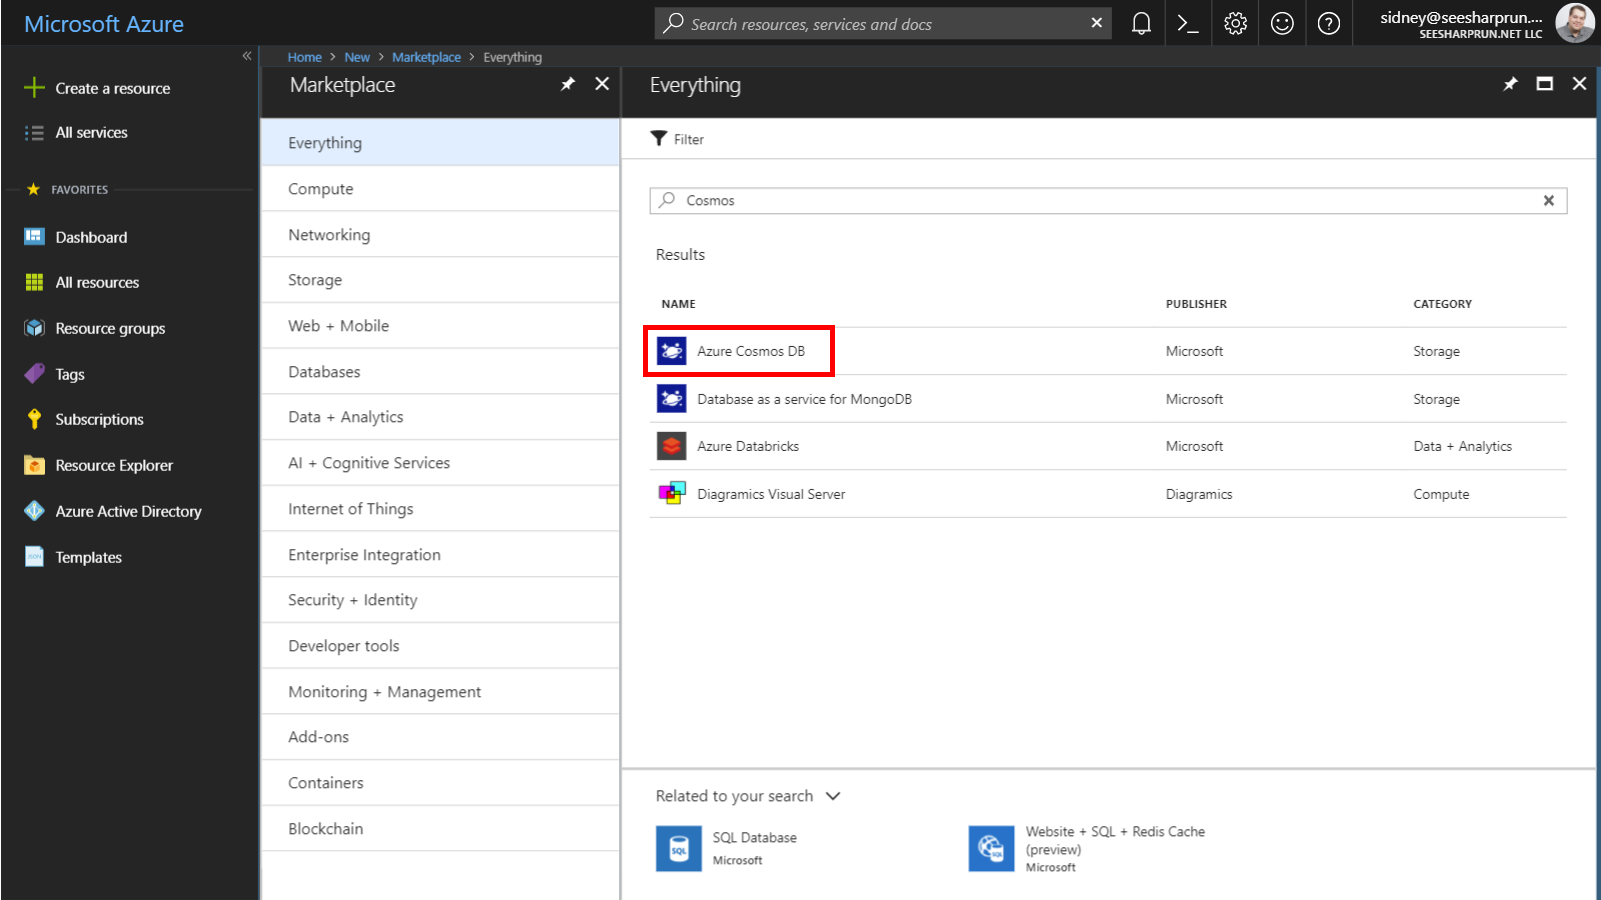 Microsoft Azure
Search resources, services and docs
sidney@seesharprun....
SEESHARPRUN.NET LLC
Create a resource
All services
FAVORITES
Dashboard
All resources
Resource groups
Tags
Subscriptions
Resource Explorer
Azure Active Directory
Templates
Home > New > Marketplace > Everything
Marketplace
Everything
Compute
Networking
Storage
Web + Mobile
Databases
Data + Analytics
AI + Cognitive Services
Internet of Things
Enterprise Integration
Security + Identity
Developer tools
Monitoring + Management
Add-ons
Containers
Blockchain
Everything
Filter
Cosmos
Results
NAME PUBLISHER CATEGORY
Azure Cosmos DB Microsoft Storage
Database as a service for MongoDB Microsoft Storage
Azure Databricks Microsoft Data + Analytics
Diagramics Visual Server Diagramics Compute
Related to your search
SQL
SQL Database
Microsoft
Website + SQL + Redis Cache
(preview)
Microsoft